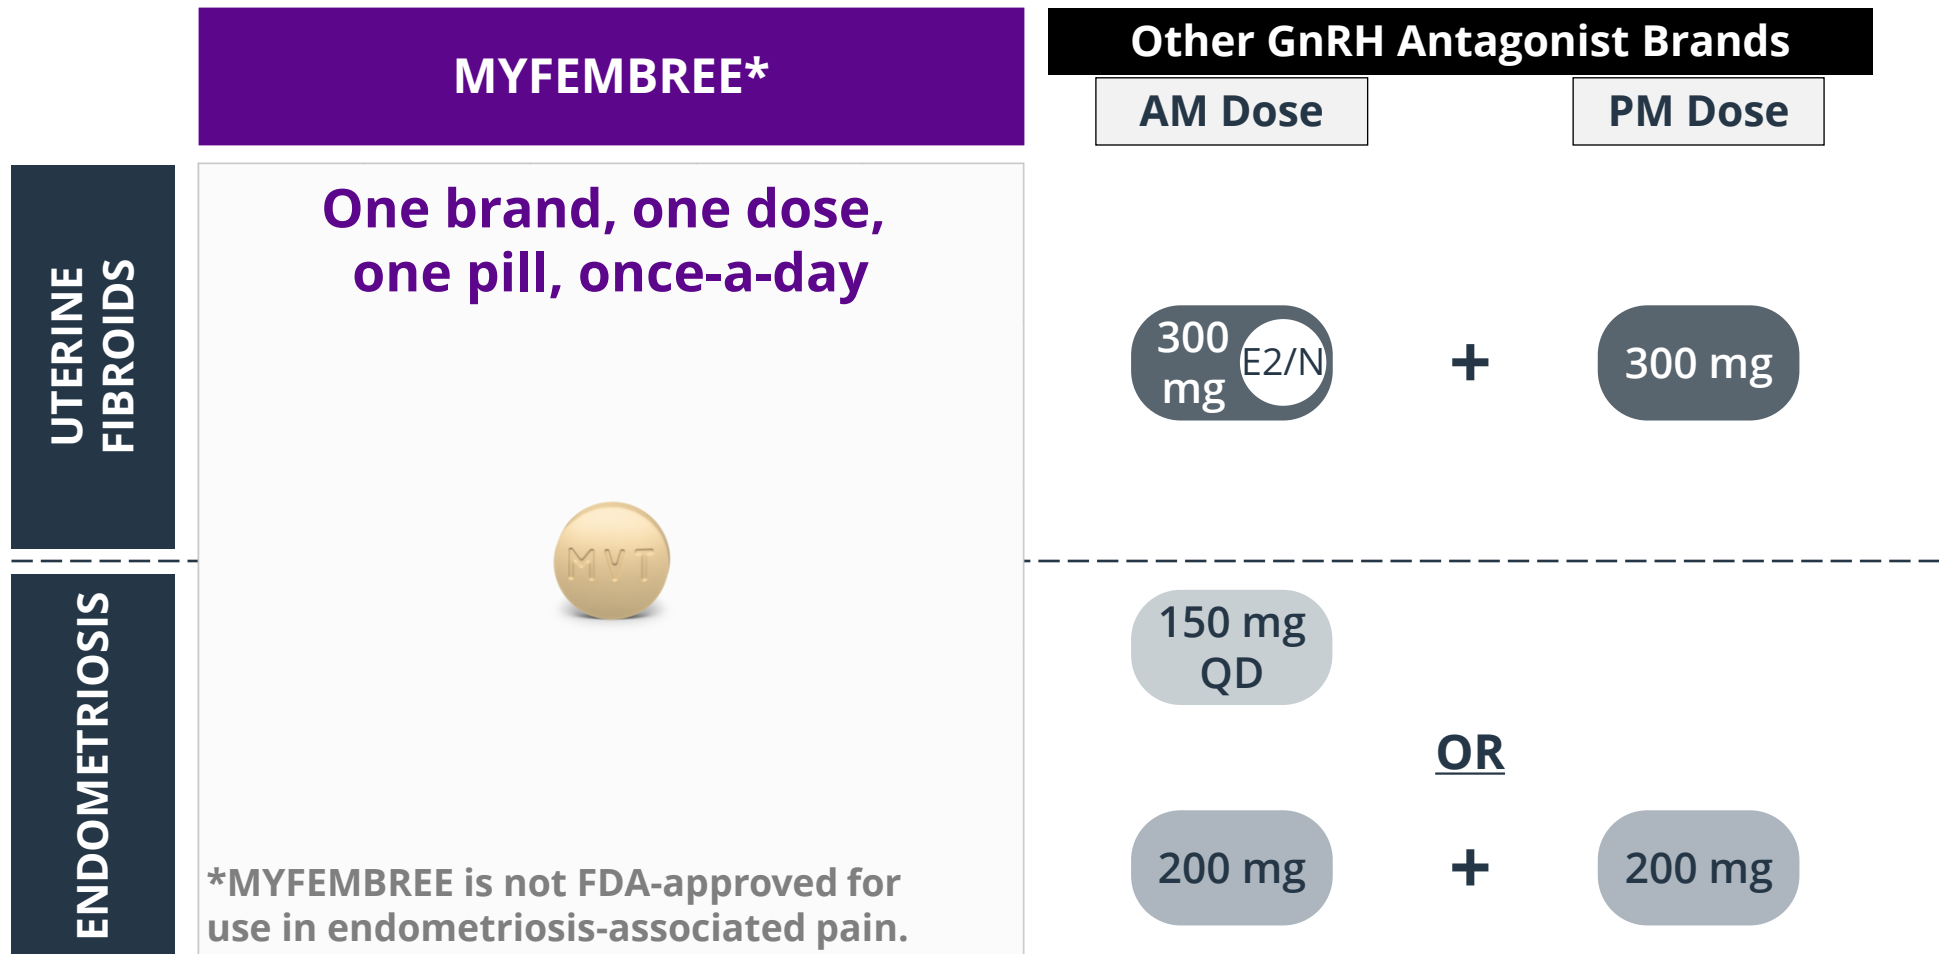 MYFEMBREE*
Other GnRH Antagonist Brands
AM Dose
PM Dose
UTERINE
FIBROIDS
One brand, one dose,
one pill, once-a-day
MVT
300
mg
E2/N
+
300 mg
ENDOMETRIOSIS
150 mg
QD
OR
200 mg
+
200 mg
*MYFEMBREE is not FDA-approved for
use in endometriosis-associated pain.